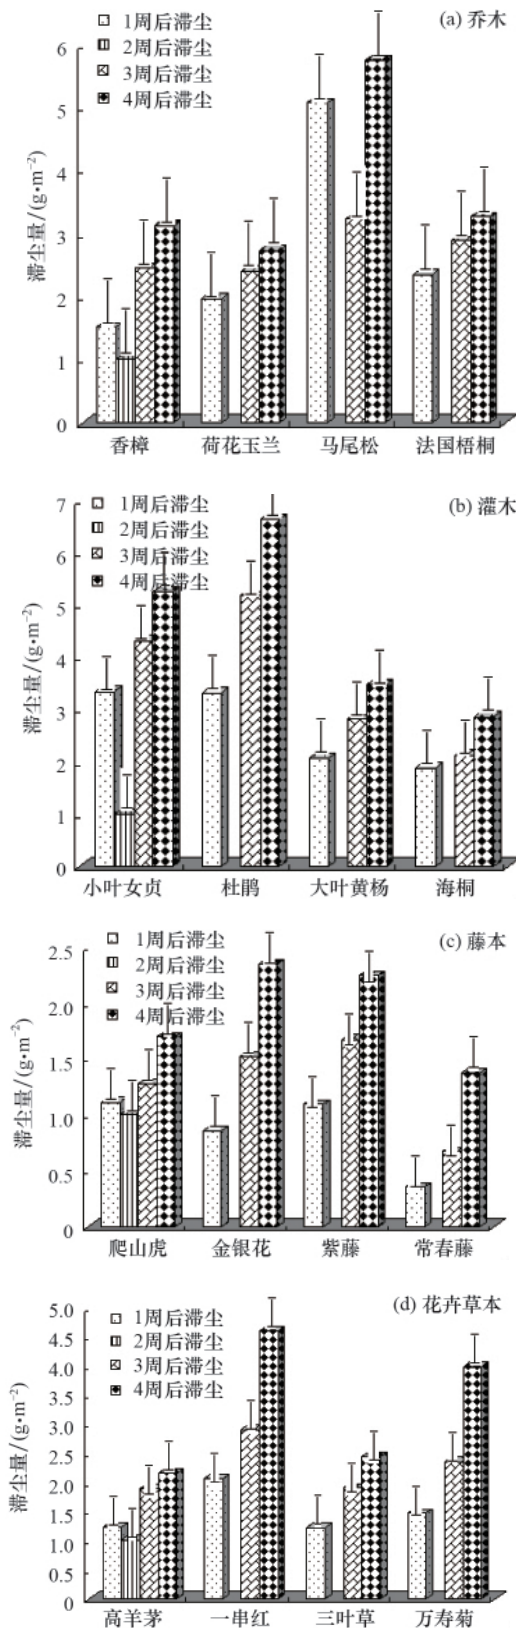 (a) 乔木
1周后滞尘
2周后滞尘
3周后滞尘
4周后滞尘
滞尘量/(g•m⁻²)
6
5
4
3
2
1
0
香樟 荷花玉兰 马尾松 法国梧桐
(b) 灌木
1周后滞尘
2周后滞尘
3周后滞尘
4周后滞尘
滞尘量/(g•m⁻²)
7
6
5
4
3
2
1
0
小叶女贞 杜鹃 大叶黄杨 海桐
(c) 藤本
1周后滞尘
2周后滞尘
3周后滞尘
4周后滞尘
滞尘量/(g•m⁻²)
2.5
2.0
1.5
1.0
0.5
0
爬山虎 金银花 紫藤 常春藤
(d) 花卉草本
1周后滞尘
2周后滞尘
3周后滞尘
4周后滞尘
滞尘量/(g•m⁻²)
5.0
4.5
4.0
3.5
3.0
2.5
2.0
1.5
1.0
0.5
0
高羊茅 一串红 三叶草 万寿菊